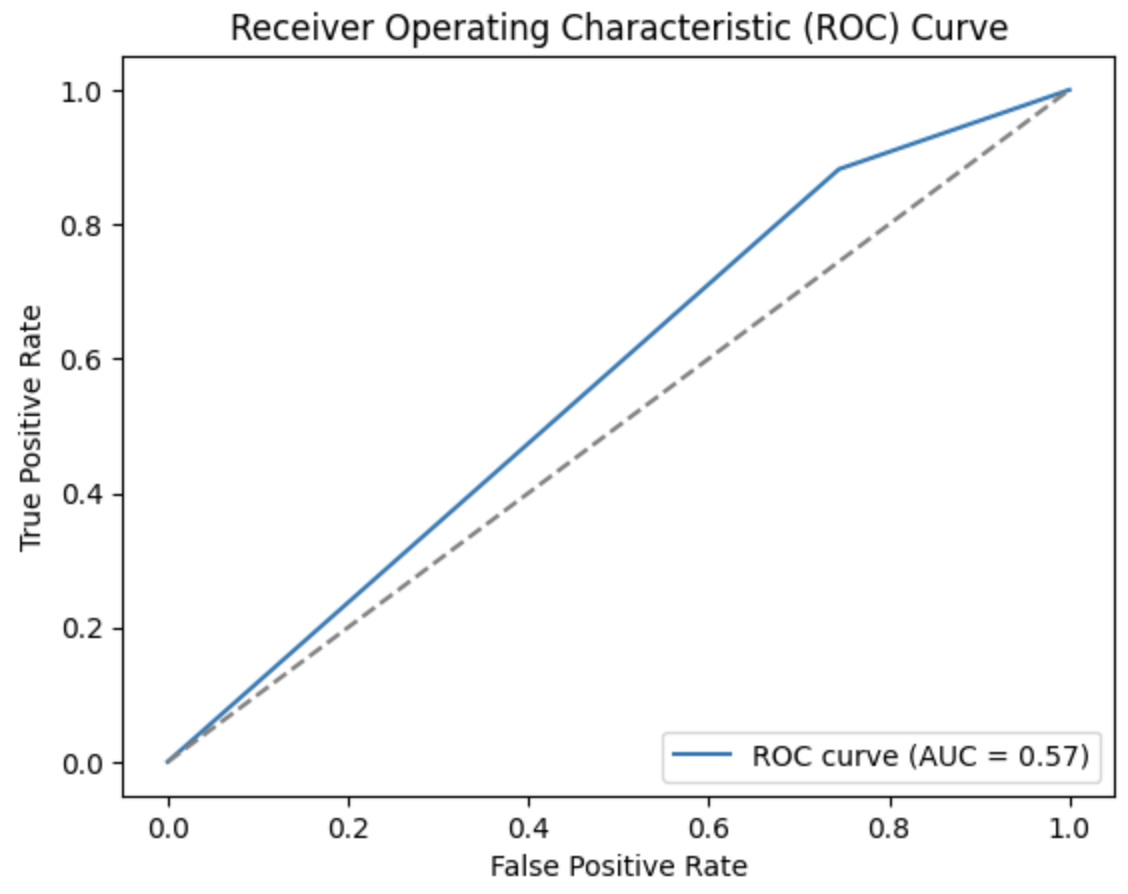 Receiver Operating Characteristic (ROC) Curve
True Positive Rate
1.0
0.8
0.6
0.4
0.2
0.0
ROC curve (AUC = 0.57)
0.0 0.2 0.4 0.6 0.8 1.0
False Positive Rate